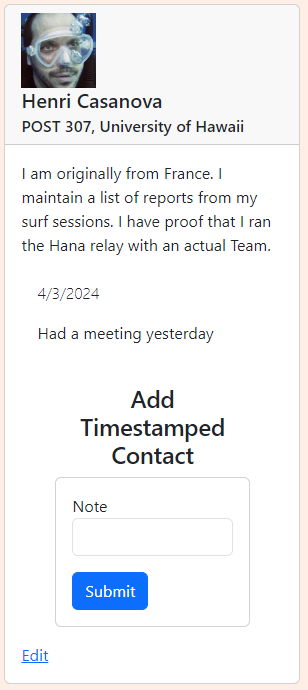 Henri Casanova
POST 307, University of Hawaii
I am originally from France. I
maintain a list of reports from my
surf sessions. I have proof that I ran
the Hana relay with an actual Team.
4/3/2024
Had a meeting yesterday
Add
Timestamped
Contact
Note
Submit
Edit